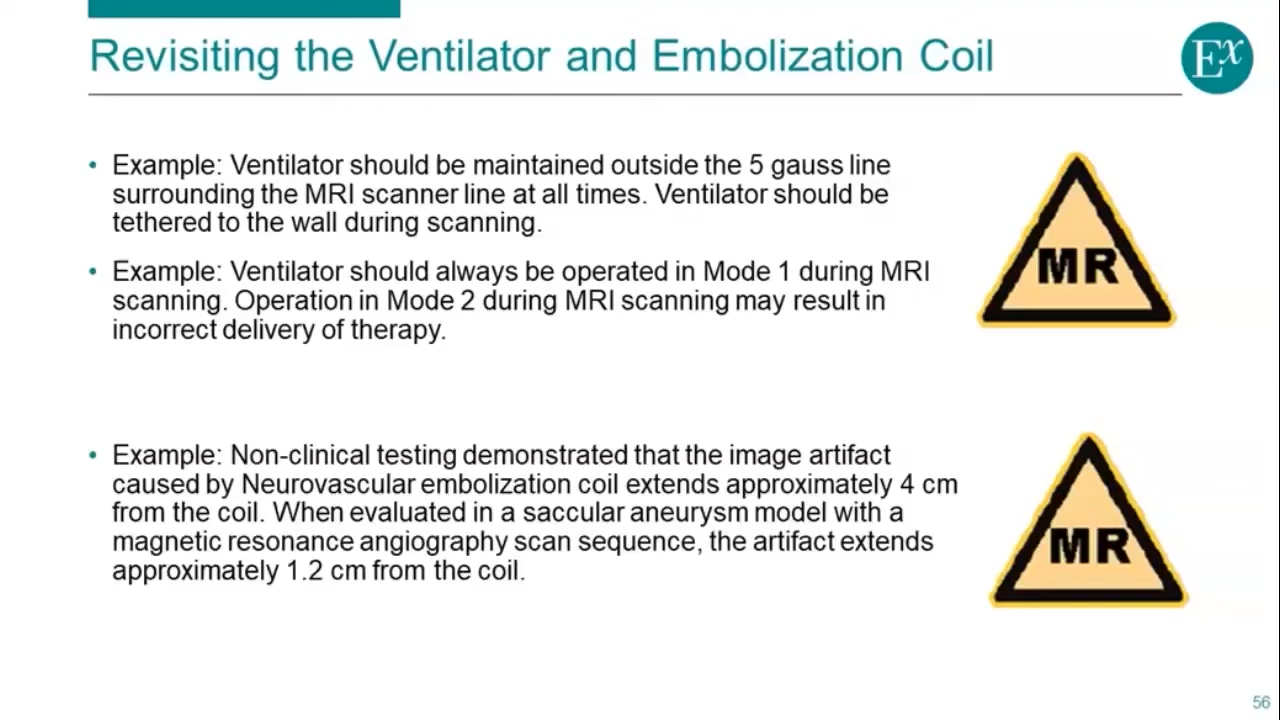 Revisiting the Ventilator and Embolization Coil
Ex
• Example: Ventilator should be maintained outside the 5 gauss line
surrounding the MRI scanner line at all times. Ventilator should be
tethered to the wall during scanning.
• Example: Ventilator should always be operated in Mode 1 during MRI
scanning. Operation in Mode 2 during MRI scanning may result in
incorrect delivery of therapy.
MR
• Example: Non-clinical testing demonstrated that the image artifact
caused by Neurovascular embolization coil extends approximately 4 cm
from the coil. When evaluated in a saccular aneurysm model with a
magnetic resonance angiography scan sequence, the artifact extends
approximately 1.2 cm from the coil.
MR
56